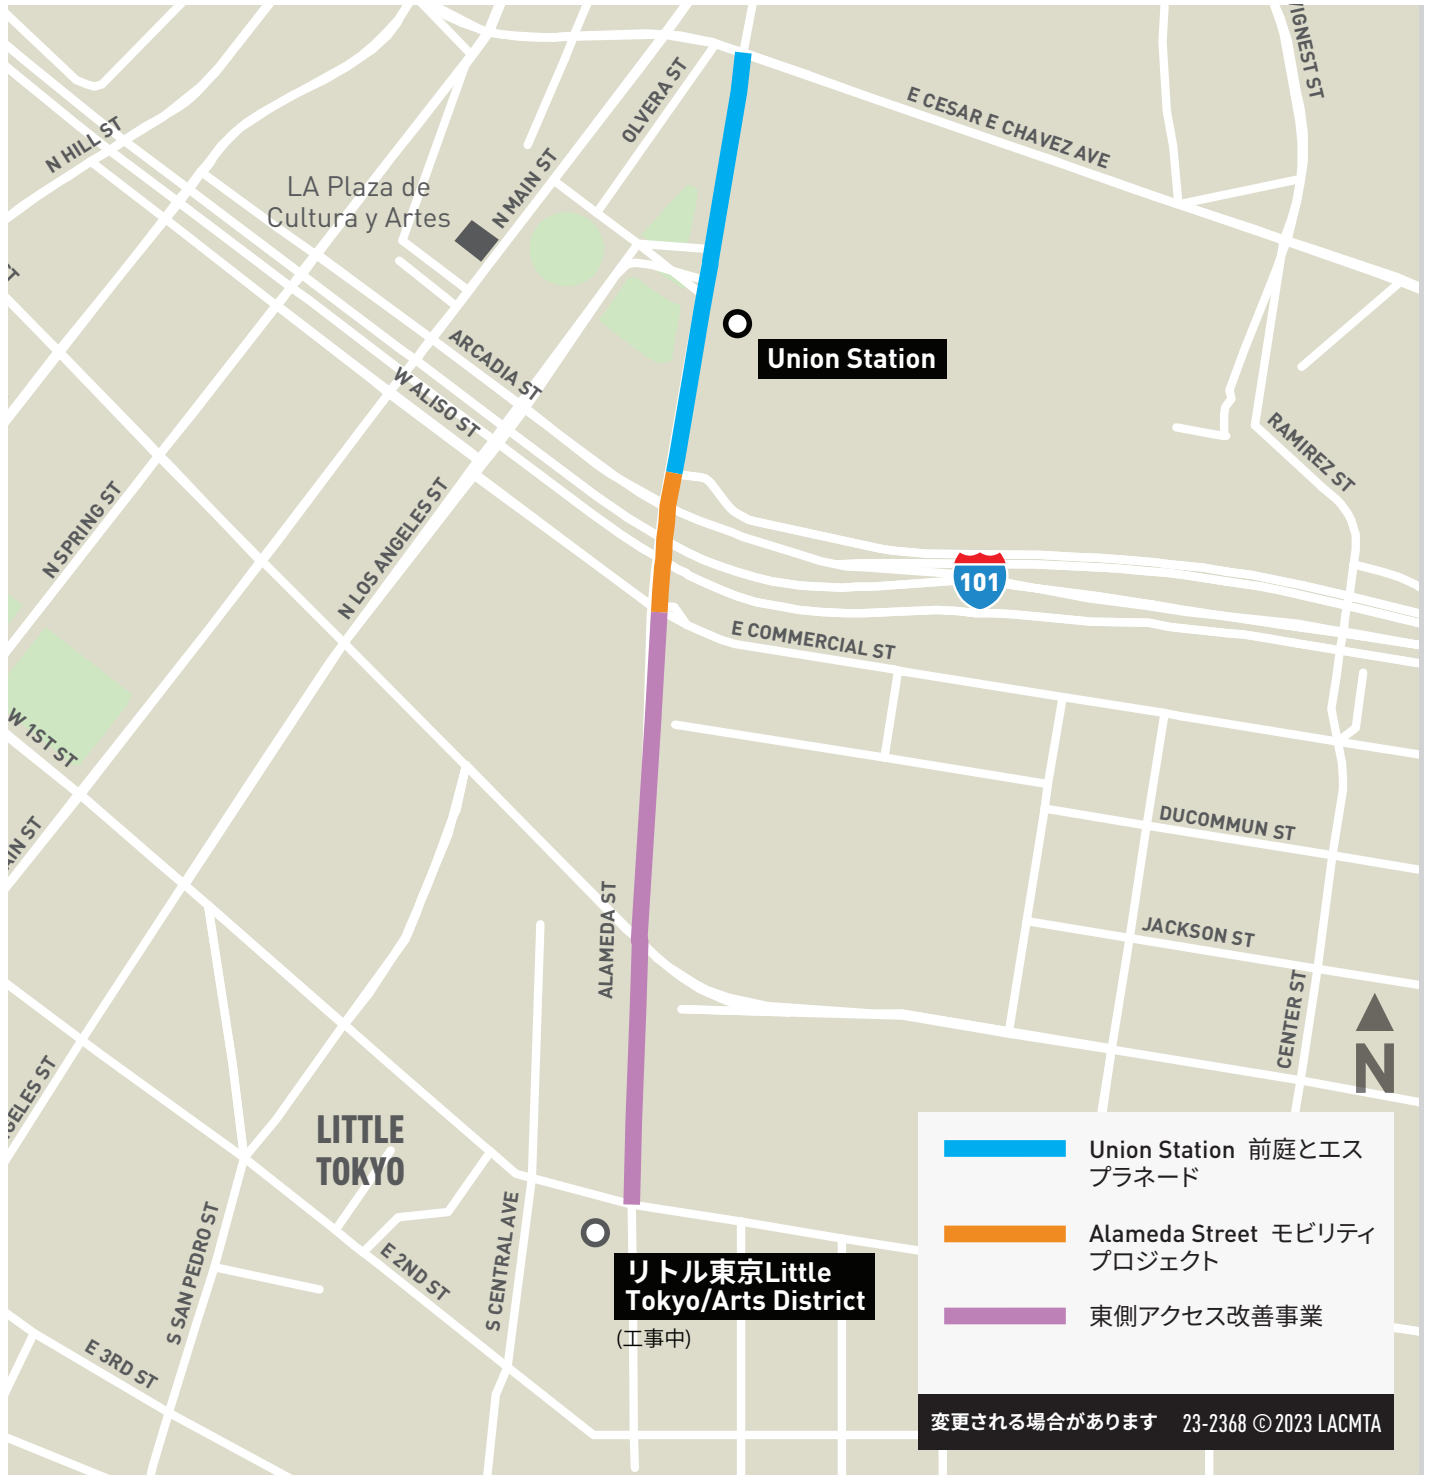 VIGNEST ST
E CESAR E CHAVEZ AVE
OLVERA ST
N HILL ST
N MAIN ST
LA Plaza de
Cultura y Artes
Union Station
ARCADIA ST
W ALISO ST
RAMIREZ ST
N SPRING ST
N LOS ANGELES ST
101
E COMMERCIAL ST
W 1ST ST
DUCOMMUN ST
AIN ST
ALAMEDA ST
JACKSON ST
CENTER ST
N
GELES ST
LITTLE
TOKYO
S SAN PEDRO ST
S CENTRAL AVE
E 2ND ST
E 3RD ST
リトル東京Little
Tokyo/Arts District
(工事中)
Union Station 前庭とエス
プラネード
Alameda Street モビリティ
プロジェクト
東側アクセス改善事業
変更される場合があります 23-2368 © 2023 LACMTA